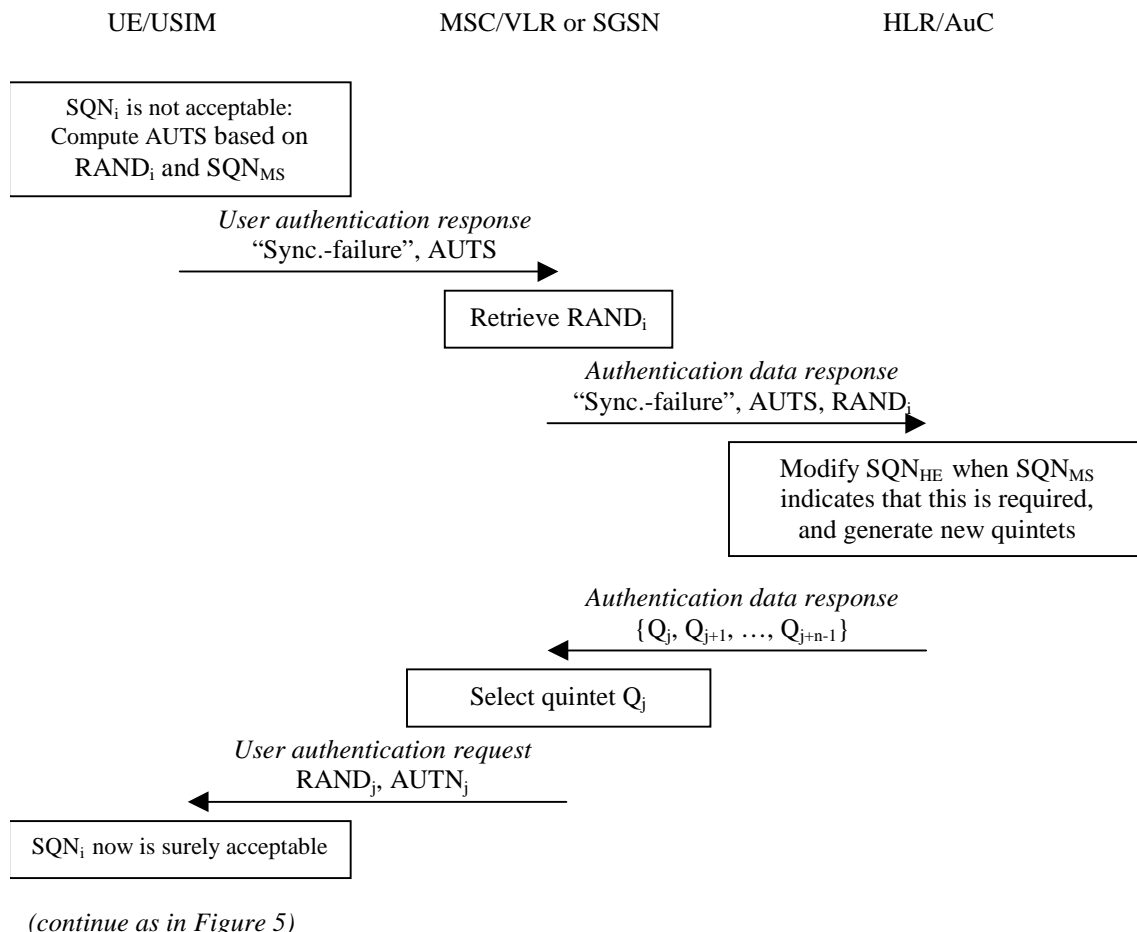 UE/USIM MSC/VLR or SGSN HLR/AuC
SQNi is not acceptable:
Compute AUTS based on
RANDi and SQNMS
User authentication response
“Sync.-failure”, AUTS
Retrieve RANDi
Authentication data response
“Sync.-failure”, AUTS, RANDi
Modify SQNHE when SQNMS
indicates that this is required,
and generate new quintets
Authentication data response
{Qj, Qj+1, …, Qj+n-1}
Select quintet Qj
User authentication request
RANDj, AUTNj
SQNi now is surely acceptable
(continue as in Figure 5)